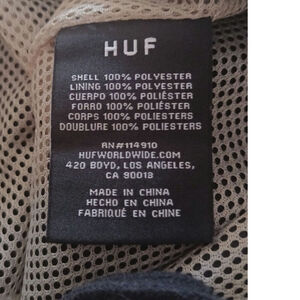 HUF
SHELL 100% POLYESTER
LINING 100% POLYESTER
CUERPO 100% POLIÉSTER
FORRO 100% POLIÉSTER
CORPS 100% POLIESTERS
DOUBLURE 100% POLIESTERS
RN#114910
HUFWORLDWIDE.COM
420 BOYD, LOS ANGELES,
CA 90013
MADE IN CHINA
HECHO EN CHINA
FABRIQUÉ EN CHINE